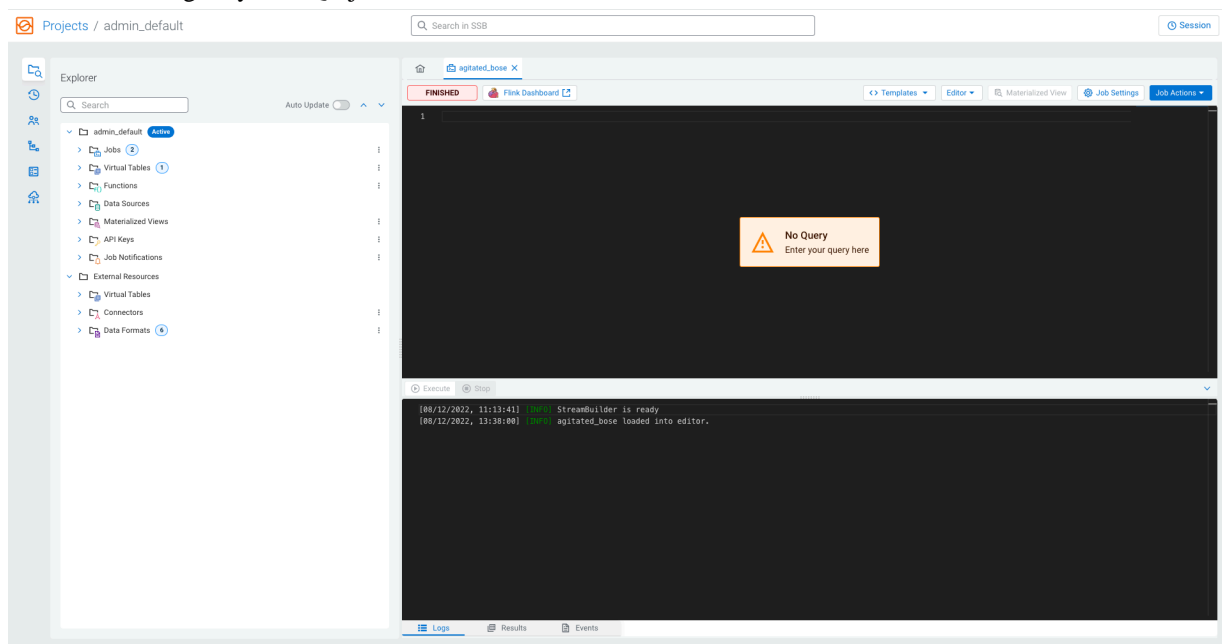 Projects / admin_default
Search in SSB
Session
Explorer
Search
Auto Update
admin_default Active
Jobs 2
Virtual Tables 1
Functions
Data Sources
Materialized Views
API Keys
Job Notifications
External Resources
Virtual Tables
Connectors
Data Formats 6
agitated_bose
FINISHED
Flink Dashboard
Templates
Editor
Materialized View
Job Settings
Job Actions
1
No Query
Enter your query here
Execute
Stop
[08/12/2022, 11:13:41] [INFO] StreamBuilder is ready
[08/12/2022, 13:38:00] [INFO] agitated_bose loaded into editor.
Logs
Results
Events